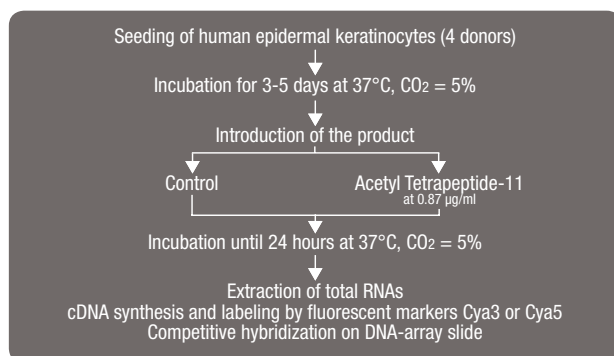 Seeding of human epidermal keratinocytes (4 donors)
Incubation for 3-5 days at 37°C, CO2 = 5%
Introduction of the product
Control
Acetyl Tetrapeptide-11
at 0.87 µg/ml
Incubation until 24 hours at 37°C, CO2 = 5%
Extraction of total RNAs
cDNA synthesis and labeling by fluorescent markers Cya3 or Cya5
Competitive hybridization on DNA-array slide